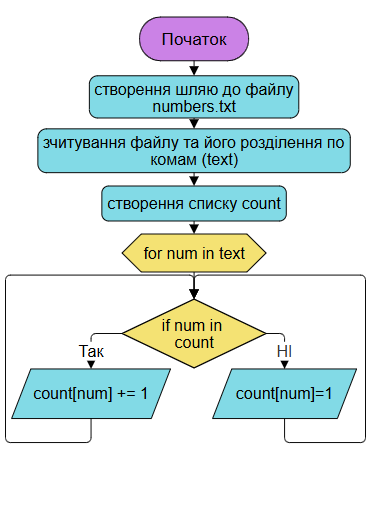 Початок
створення шляю до файлу
numbers.txt
зчитування файлу та його розділення по
комам (text)
створення списку count
for num in text
if num in
count
Так
НІ
count[num] += 1
count[num]=1